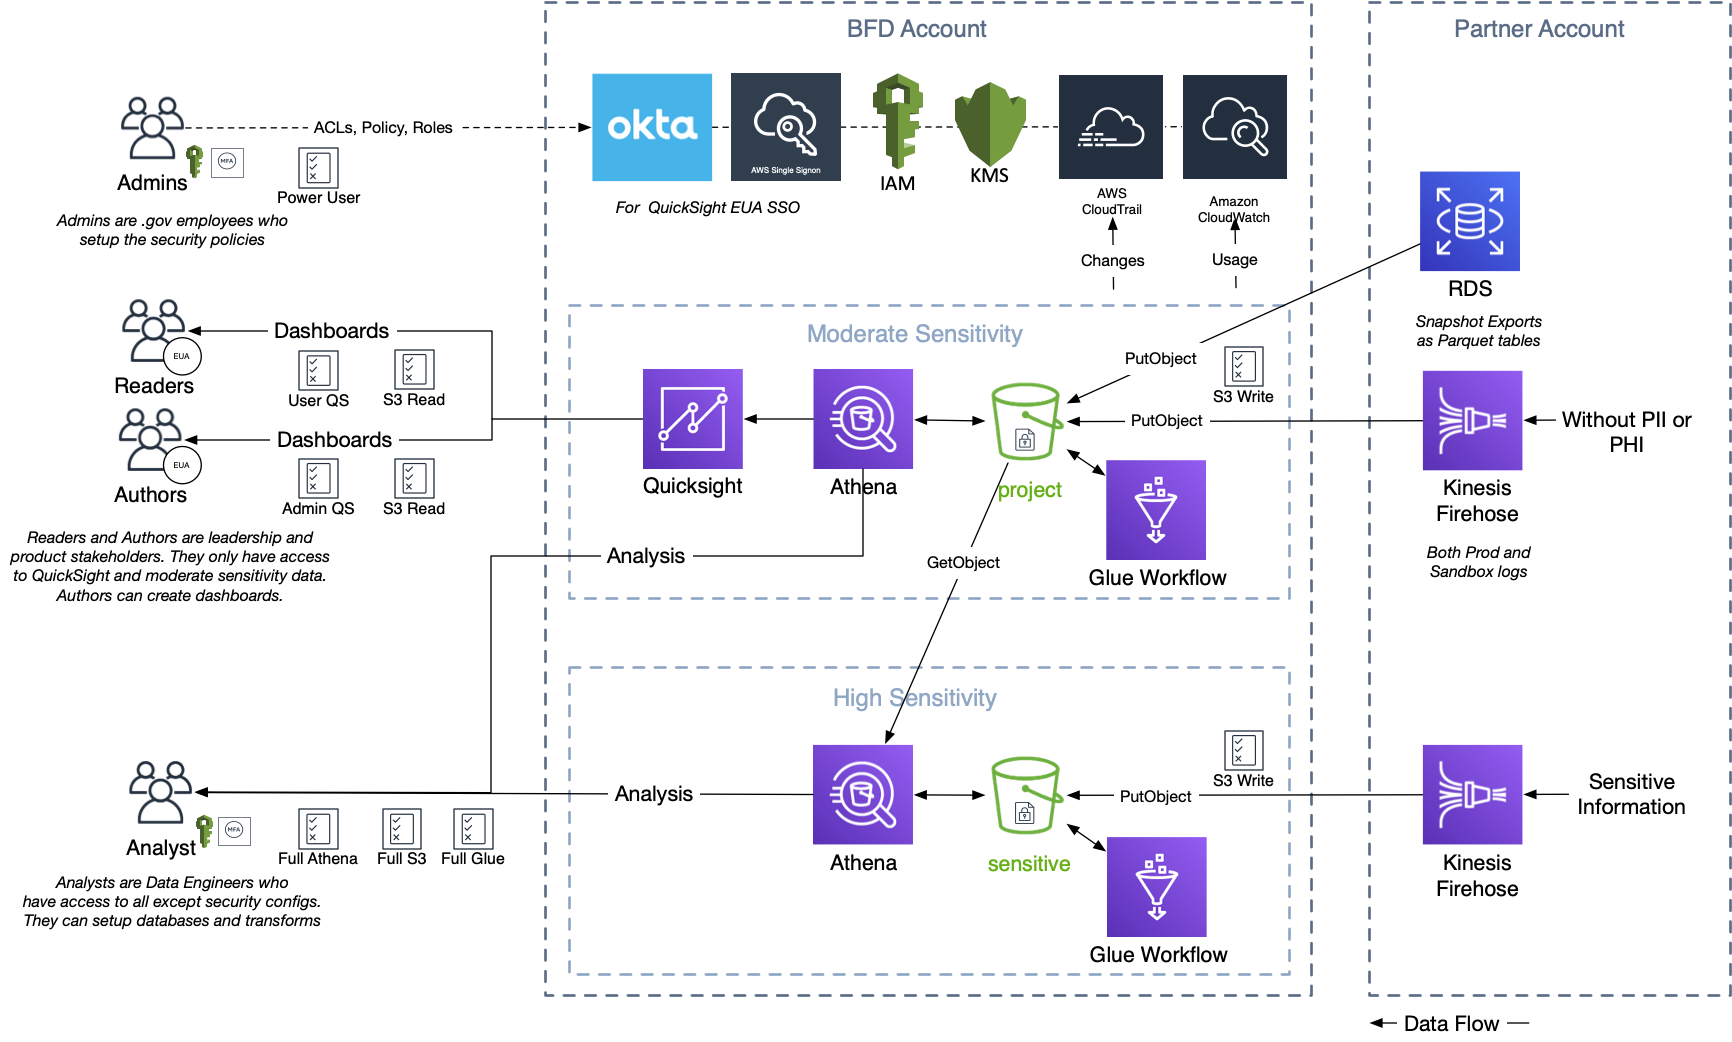 BFD Account
Partner Account
okta
AWS Single Signon
For QuickSight EUA SSO
IAM
KMS
AWS
CloudTrail
Amazon
CloudWatch
Changes
Usage
ACLs, Policy, Roles
MFA
Admins
Power User
Admins are .gov employees who
setup the security policies
RDS
Snapshot Exports
as Parquet tables
Moderate Sensitivity
Dashboards
EUA
Readers
User QS
S3 Read
Dashboards
EUA
Authors
Admin QS
S3 Read
Readers and Authors are leadership and
product stakeholders. They only have access
to QuickSight and moderate sensitivity data.
Authors can create dashboards.
Quicksight
Athena
project
PutObject
S3 Write
PutObject
Glue Workflow
Analysis
GetObject
Kinesis
Firehose
Without PII or
PHI
Both Prod and
Sandbox logs
High Sensitivity
Analysis
Athena
sensitive
PutObject
S3 Write
Glue Workflow
Kinesis
Firehose
Sensitive
Information
MFA
Analyst
Full Athena
Full S3
Full Glue
Analysts are Data Engineers who
have access to all except security configs.
They can setup databases and transforms
Data Flow